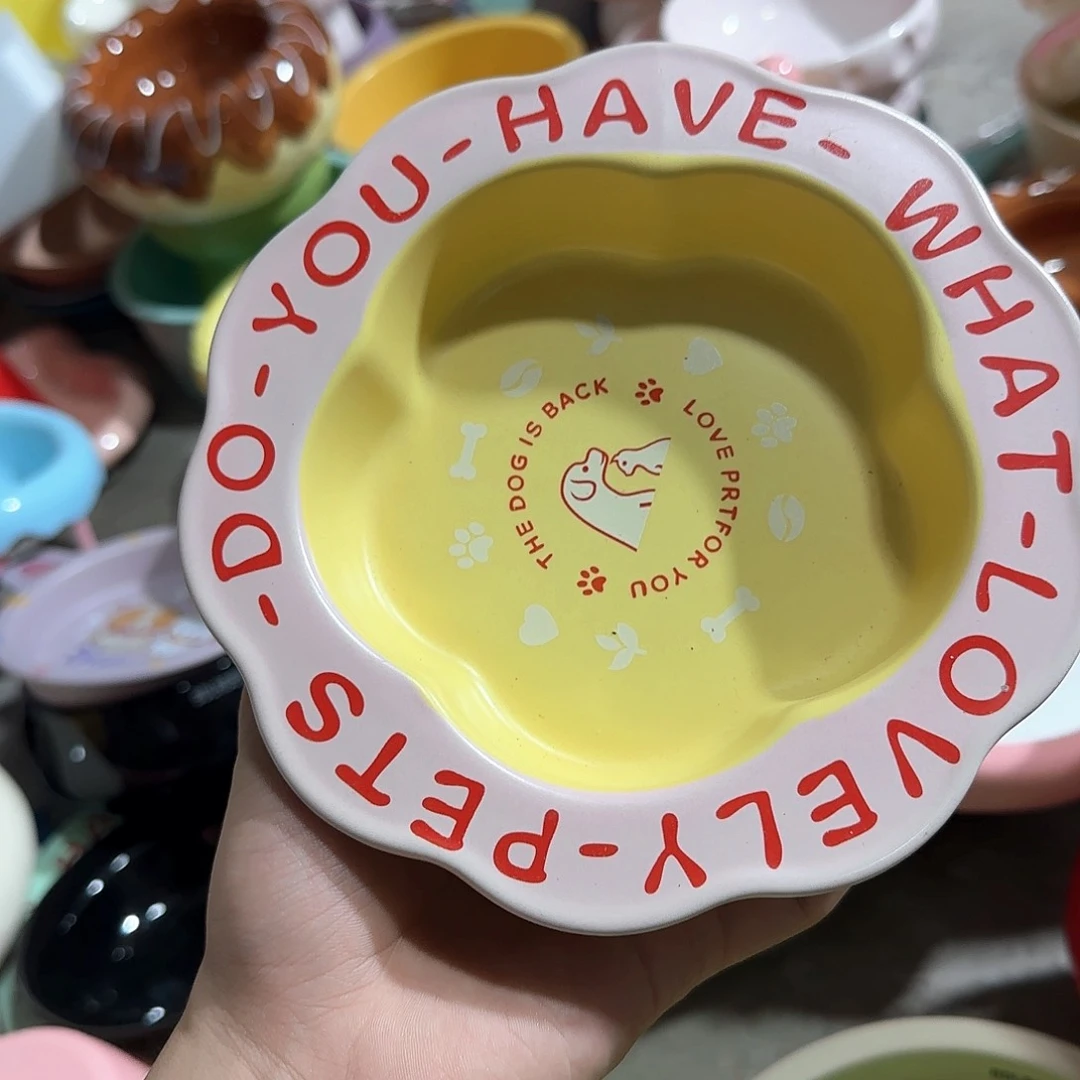 WHAT-LOVELY-PETS-DO-YOU-HAVE-
THE DOG IS BACK
LOVE PRTFOR YOU